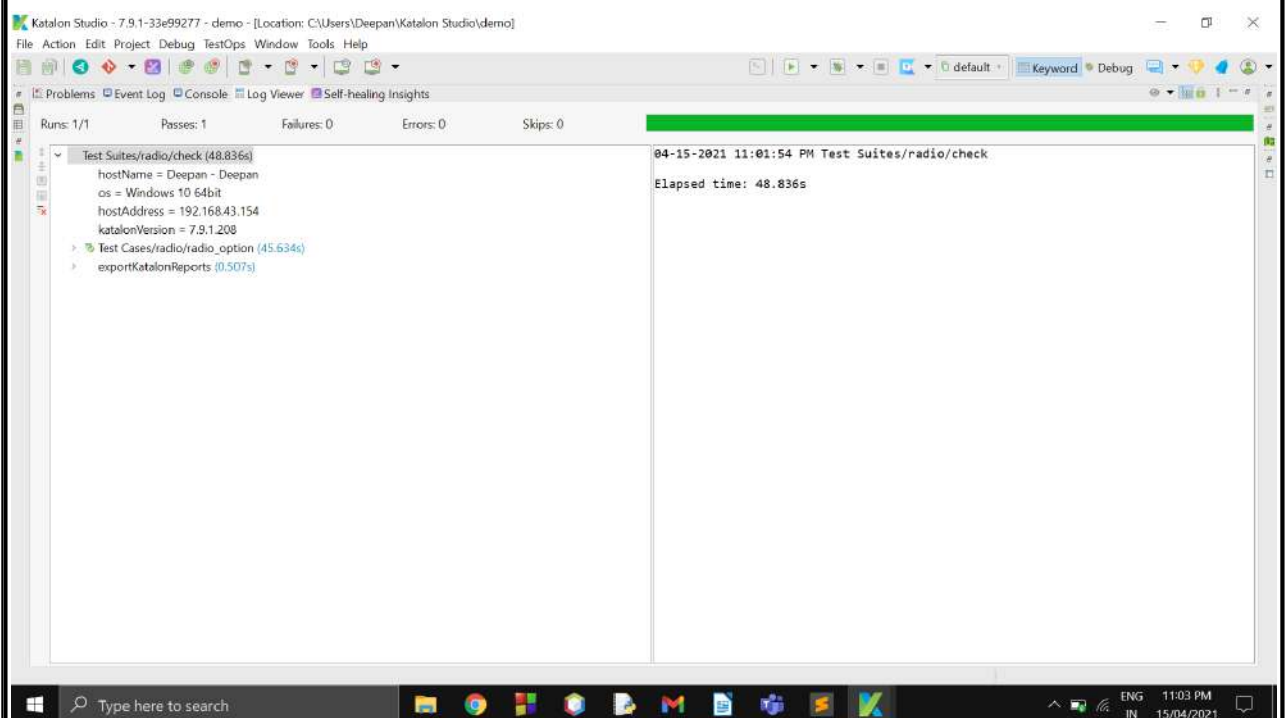 Katalon Studio - 7.9.1-33e99277 - demo - [Location: C:\Users\Deepan\Katalon Studio\demo]
File Action Edit Project Debug TestOps Window Tools Help
default Keyword Debug
Problems Event Log Console Log Viewer Self-healing Insights
Runs: 1/1 Passes: 1 Failures: 0 Errors: 0 Skips: 0
Test Suites/radio/check (48.836s)
hostName = Deepan - Deepan
os = Windows 10 64bit
hostAddress = 192.168.43.154
katalonVersion = 7.9.1.208
Test Cases/radio/radio_option (45.634s)
exportKatalonReports (0.507s)
04-15-2021 11:01:54 PM Test Suites/radio/check
Elapsed time: 48.836s
Type here to search
ENG 11:03 PM
IN 15/04/2021